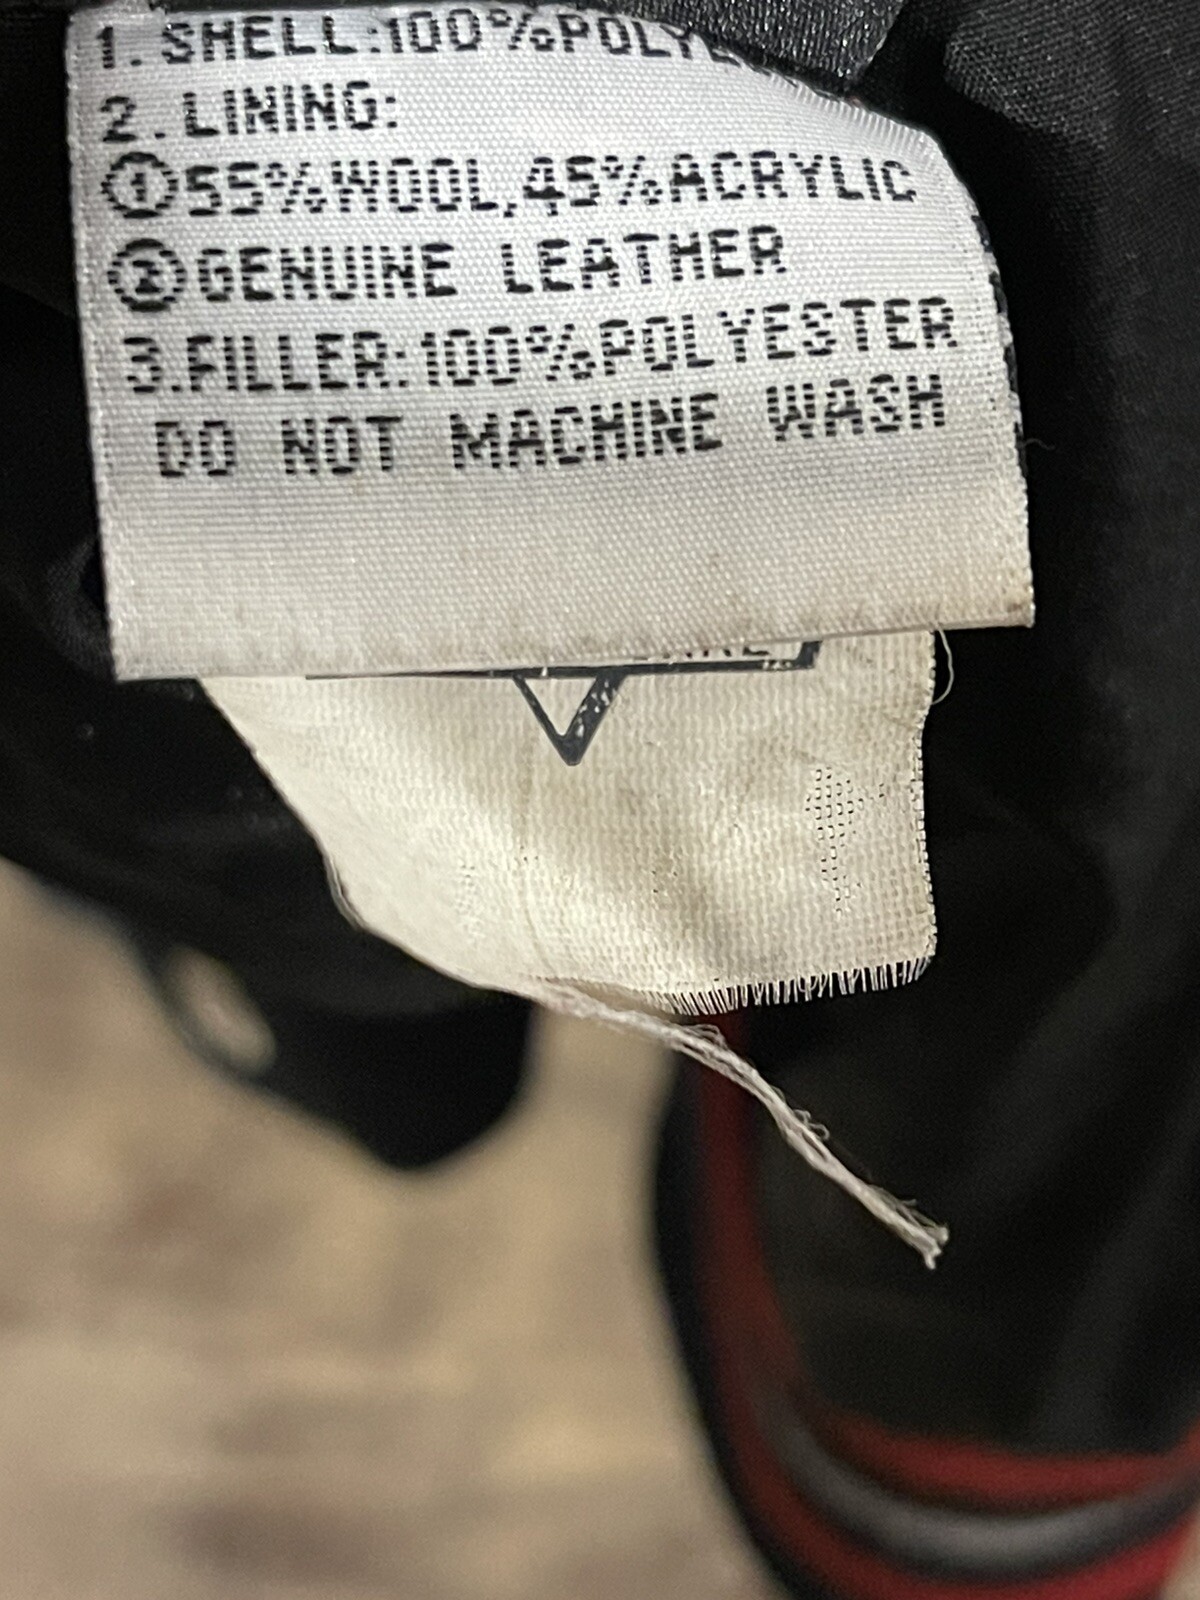 1. SHELL:100%POLYE
2. LINING:
①55%WOOL,45%ACRYLIC
②GENUINE LEATHER
3.FILLER:100%POLYESTER
DO NOT MACHINE WASH